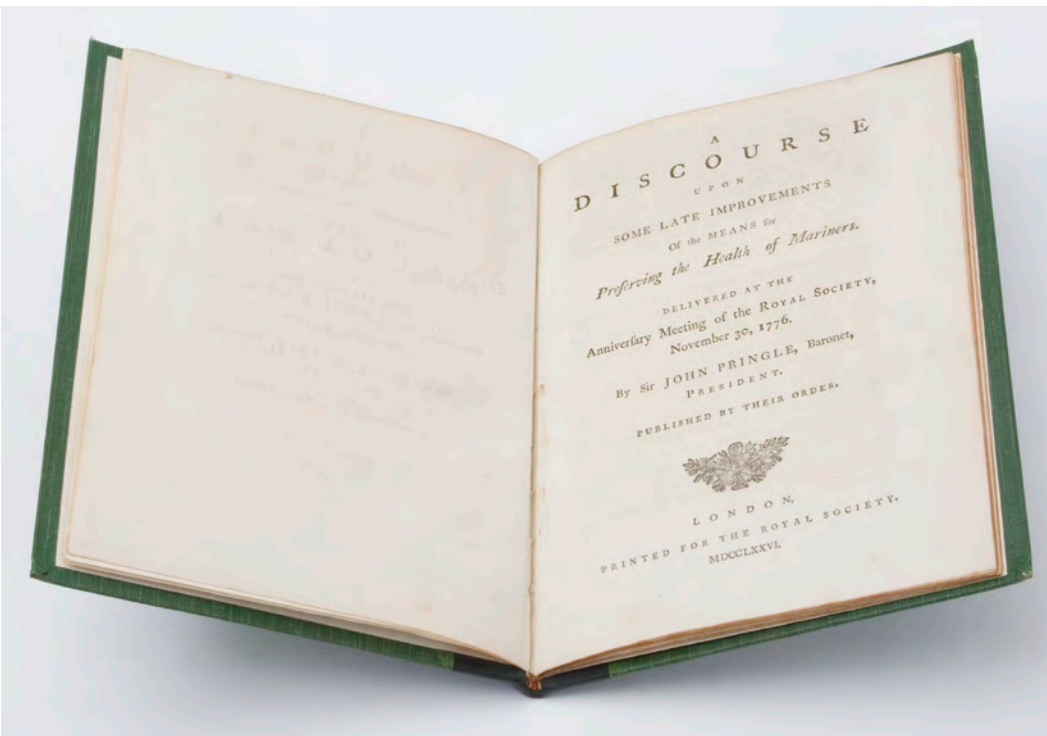 A
DISCOURSE
UPON
SOME LATE IMPROVEMENTS
Of the MEANS for
Preſerving the Health of Mariners.
DELIVERED AT THE
Anniverſary Meeting of the ROYAL SOCIETY,
November 30, 1776.
By Sir JOHN PRINGLE, Baronet,
PRESIDENT.
PUBLISHED BY THEIR ORDER.
LONDON,
PRINTED FOR THE ROYAL SOCIETY.
MDCCLXXVI.